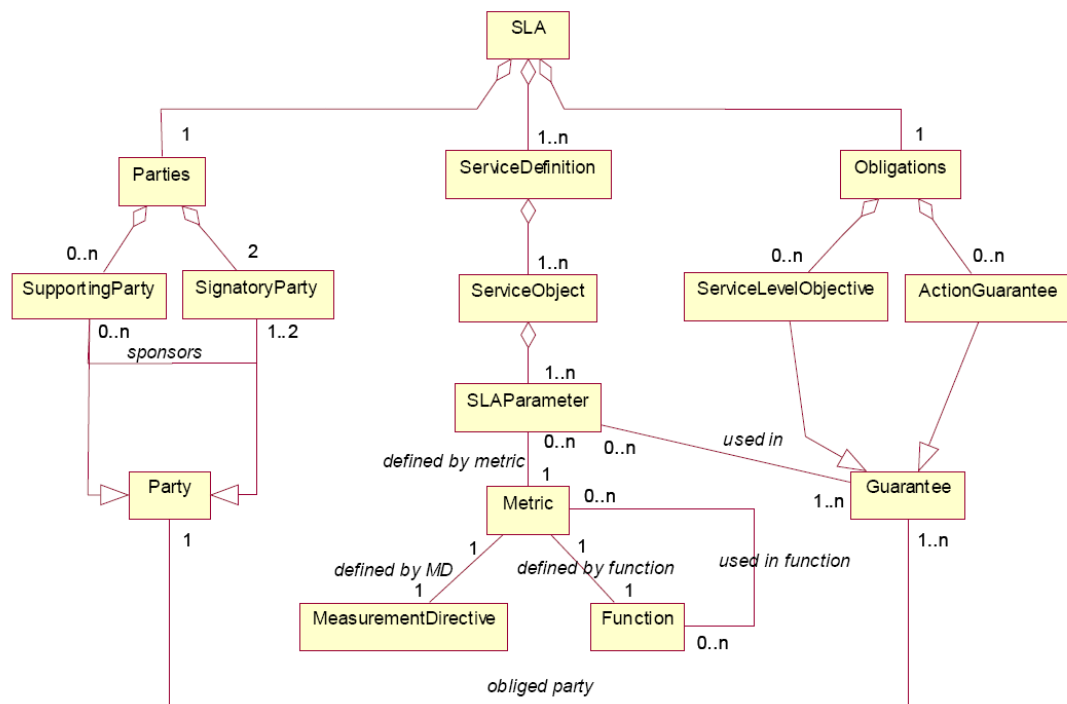 SLA
1
1..n
1
Parties
ServiceDefinition
Obligations
0..n
2
1..n
0..n
0..n
SupportingParty
SignatoryParty
ServiceObject
ServiceLevelObjective
ActionGuarantee
0..n
1..2
sponsors
1..n
SLAParameter
0..n
0..n
used in
defined by metric
1
Party
Metric
0..n
Guarantee
1..n
1
1..n
1
1
defined by MD
defined by function
used in function
1
1
MeasurementDirective
Function
0..n
obliged party